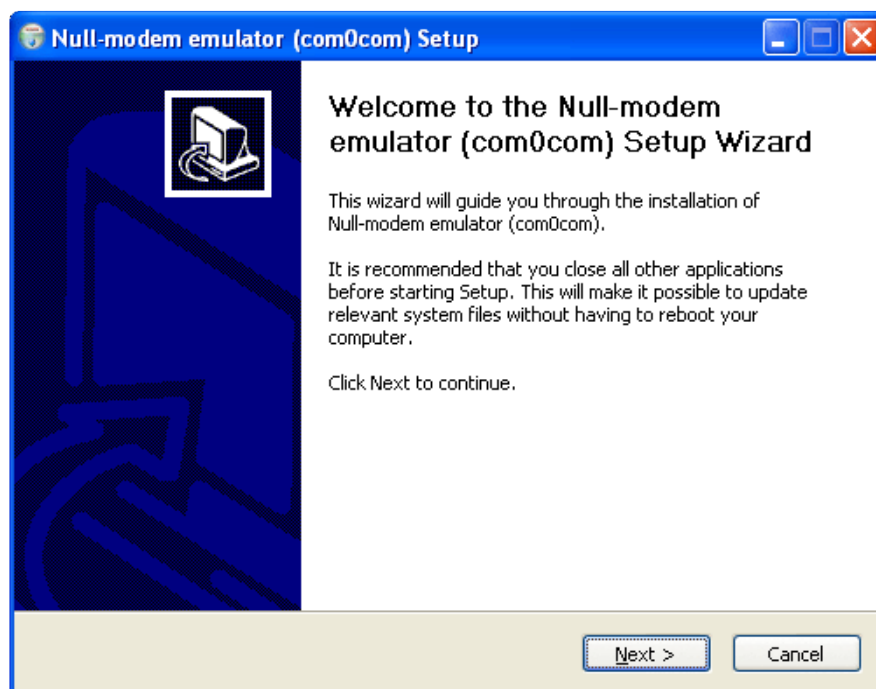 Null-modem emulator (com0com) Setup
Welcome to the Null-modem
emulator (com0com) Setup Wizard
This wizard will guide you through the installation of
Null-modem emulator (com0com).
It is recommended that you close all other applications
before starting Setup. This will make it possible to update
relevant system files without having to reboot your
computer.
Click Next to continue.
Next >
Cancel